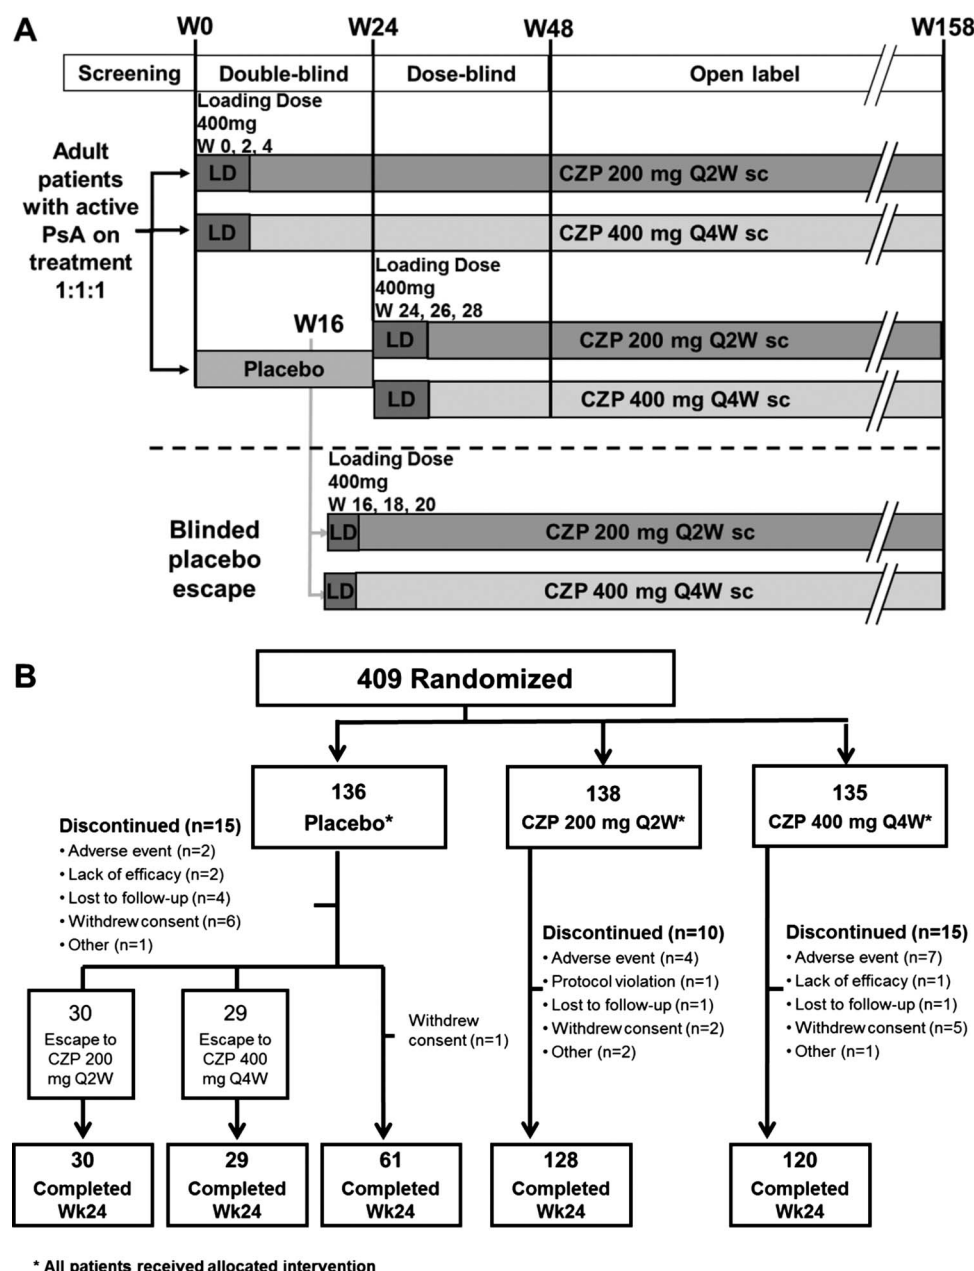 A
W0 W24 W48 W158
Screening Double-blind Dose-blind Open label
Loading Dose
400mg
W 0, 2, 4
Adult
patients
with active
PsA on
treatment
1:1:1
LD CZP 200 mg Q2W sc
LD CZP 400 mg Q4W sc
Loading Dose
400mg
W 24, 26, 28
W16
LD CZP 200 mg Q2W sc
Placebo
LD CZP 400 mg Q4W sc
Loading Dose
400mg
W 16, 18, 20
Blinded
placebo
escape
LD CZP 200 mg Q2W sc
LD CZP 400 mg Q4W sc
B
409 Randomized
136
Placebo*
138
CZP 200 mg Q2W*
135
CZP 400 mg Q4W*
Discontinued (n=15)
• Adverse event (n=2)
• Lack of efficacy (n=2)
• Lost to follow-up (n=4)
• Withdrew consent (n=6)
• Other (n=1)
Discontinued (n=10)
• Adverse event (n=4)
• Protocol violation (n=1)
• Lost to follow-up (n=1)
• Withdrew consent (n=2)
• Other (n=2)
Discontinued (n=15)
• Adverse event (n=7)
• Lack of efficacy (n=1)
• Lost to follow-up (n=1)
• Withdrew consent (n=5)
• Other (n=1)
30
Escape to
CZP 200
mg Q2W
29
Escape to
CZP 400
mg Q4W
Withdrew
consent (n=1)
30
Completed
Wk24
29
Completed
Wk24
61
Completed
Wk24
128
Completed
Wk24
120
Completed
Wk24
* All patients received allocated intervention